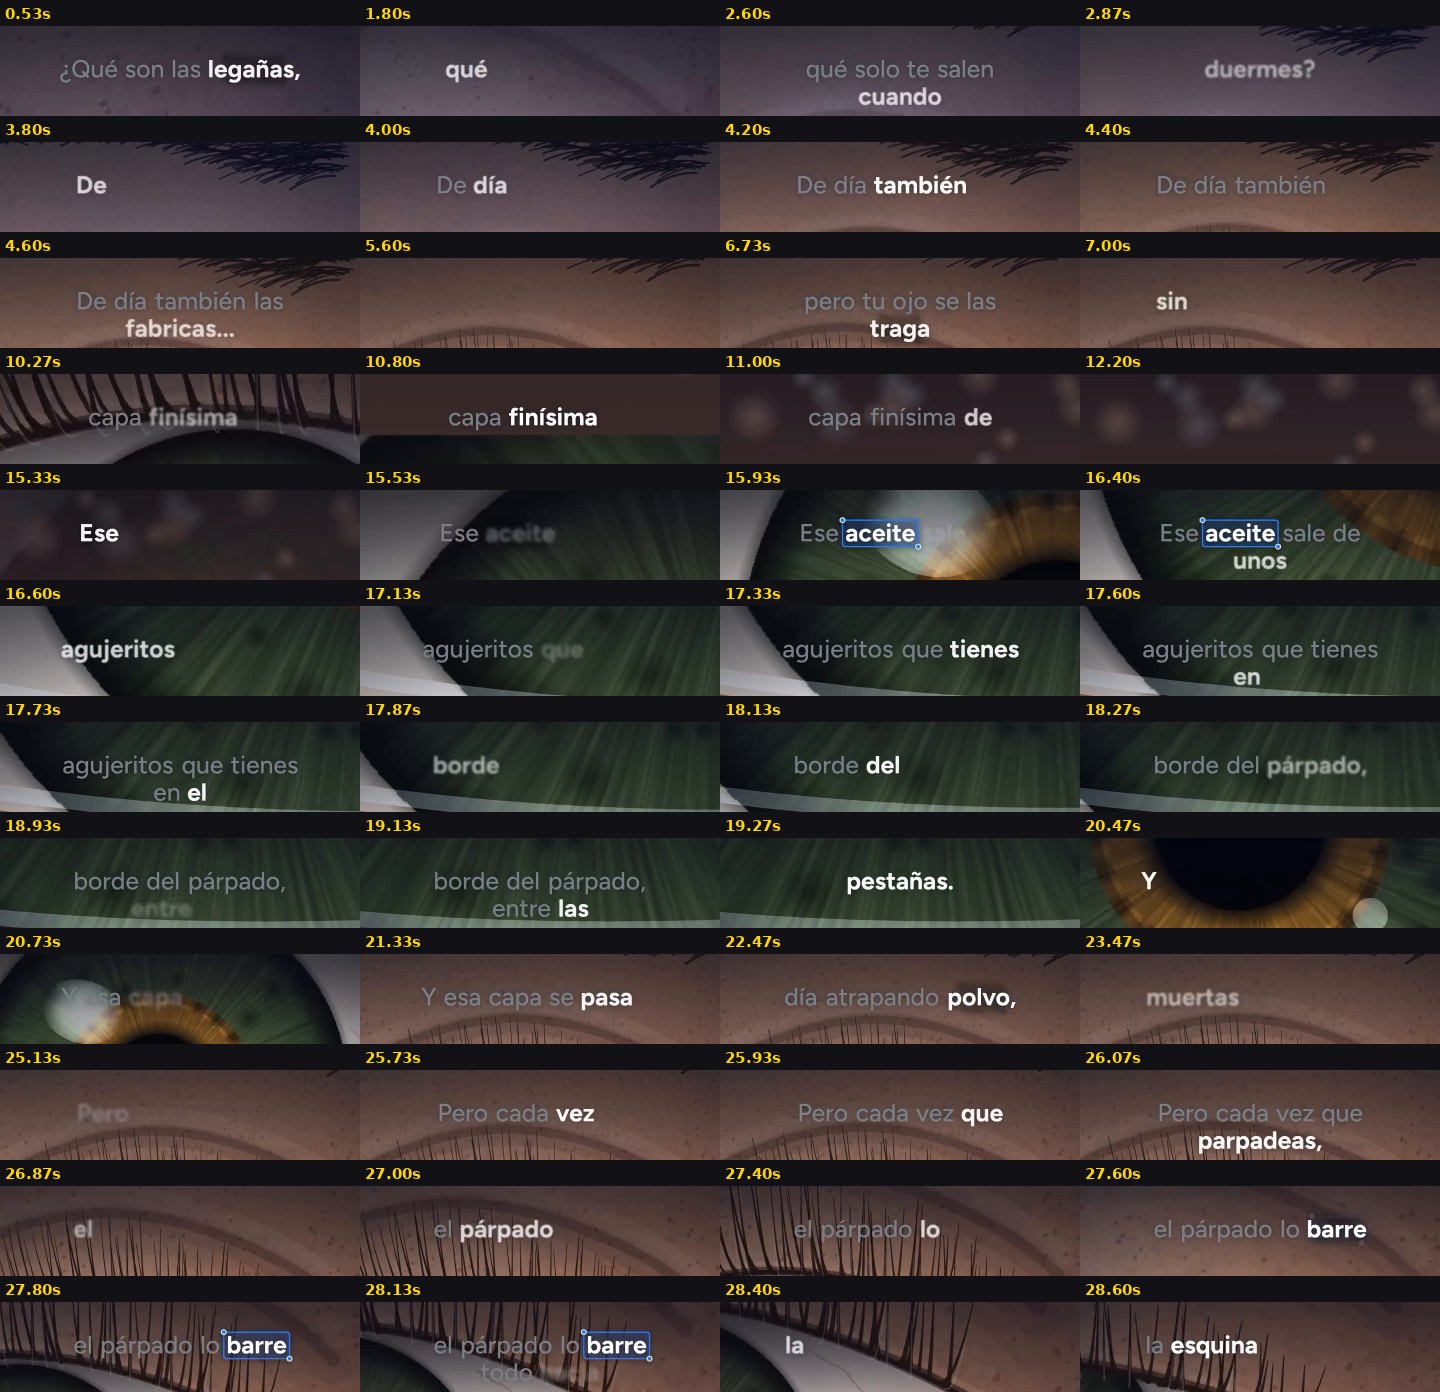 0.53s
¿Qué son las legañas,
1.80s
qué
2.60s
qué solo te salen
cuando
2.87s
duermes?
3.80s
De
4.00s
De día
4.20s
De día también
4.40s
De día también
4.60s
De día también las
fabricas...
5.60s
6.73s
pero tu ojo se las
traga
7.00s
sin
10.27s
capa finísima
10.80s
capa finísima
11.00s
capa finísima de
12.20s
15.33s
Ese
15.53s
Ese aceite
15.93s
Ese aceite sale
16.40s
Ese aceite sale de
unos
16.60s
agujeritos
17.13s
agujeritos que
17.33s
agujeritos que tienes
17.60s
agujeritos que tienes
en
17.73s
agujeritos que tienes
en el
17.87s
borde
18.13s
borde del
18.27s
borde del párpado,
18.93s
borde del párpado,
entre
19.13s
borde del párpado,
entre las
19.27s
pestañas.
20.47s
Y
20.73s
Y esa capa
21.33s
Y esa capa se pasa
22.47s
día atrapando polvo,
23.47s
muertas
25.13s
Pero
25.73s
Pero cada vez
25.93s
Pero cada vez que
26.07s
Pero cada vez que
parpadeas,
26.87s
el
27.00s
el párpado
27.40s
el párpado lo
27.60s
el párpado lo barre
27.80s
el párpado lo barre
28.13s
el párpado lo barre
todo
28.40s
la
28.60s
la esquina